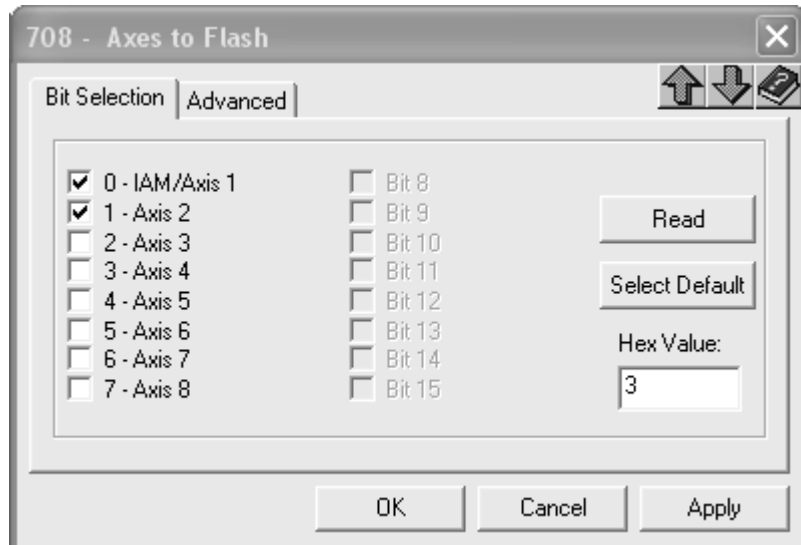 708 - Axes to Flash
Bit Selection
Advanced
0 - IAM/Axis 1
1 - Axis 2
2 - Axis 3
3 - Axis 4
4 - Axis 5
5 - Axis 6
6 - Axis 7
7 - Axis 8
Bit 8
Bit 9
Bit 10
Bit 11
Bit 12
Bit 13
Bit 14
Bit 15
Read
Select Default
Hex Value:
3
OK
Cancel
Apply